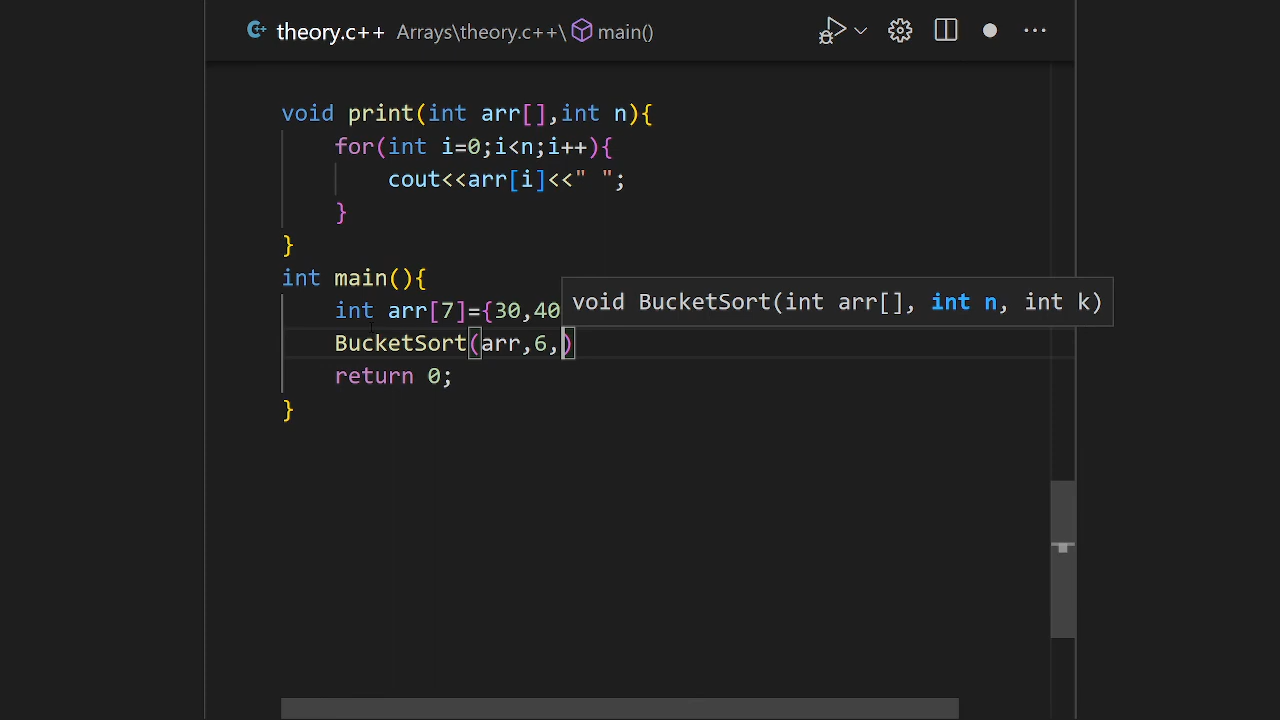 theory.c++ Arrays\theory.c++\ main() ...
void print(int arr[],int n){
for(int i=0;i<n;i++){
cout<<arr[i]<<" ";
}
}
int main(){
int arr[7]={30,40
void BucketSort(int arr[], int n, int k)
BucketSort(arr,6,)
return 0;
}